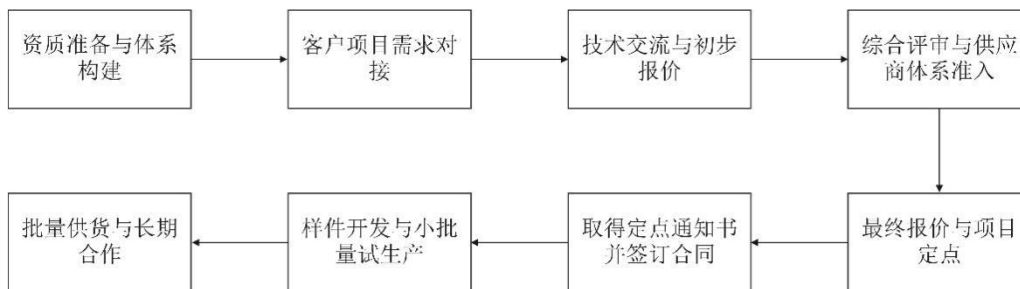 资质准备与体系
构建
客户项目需求对
接
技术交流与初步
报价
综合评审与供应
商体系准入
最终报价与项目
定点
取得定点通知书
并签订合同
样件开发与小批
量试生产
批量供货与长期
合作